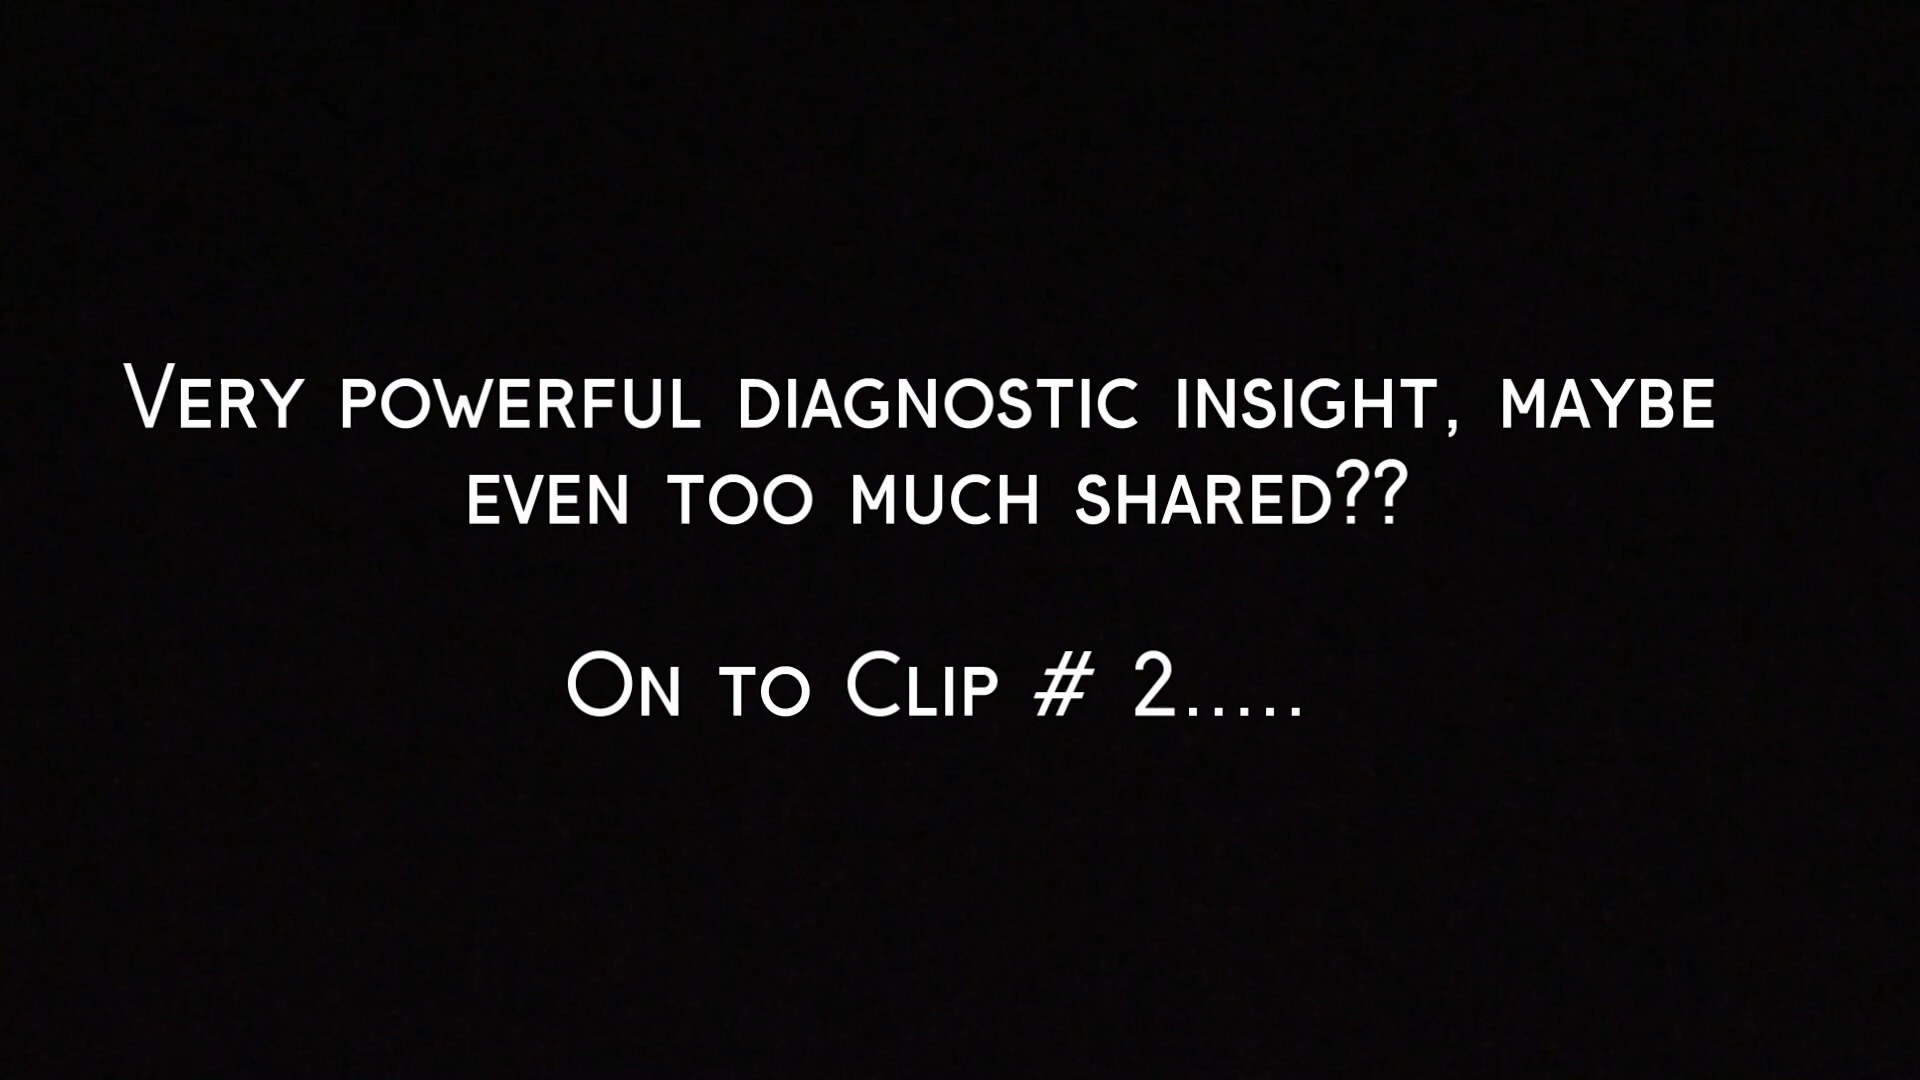 Very powerful diagnostic insight, maybe
even too much shared??
On to Clip # 2.....